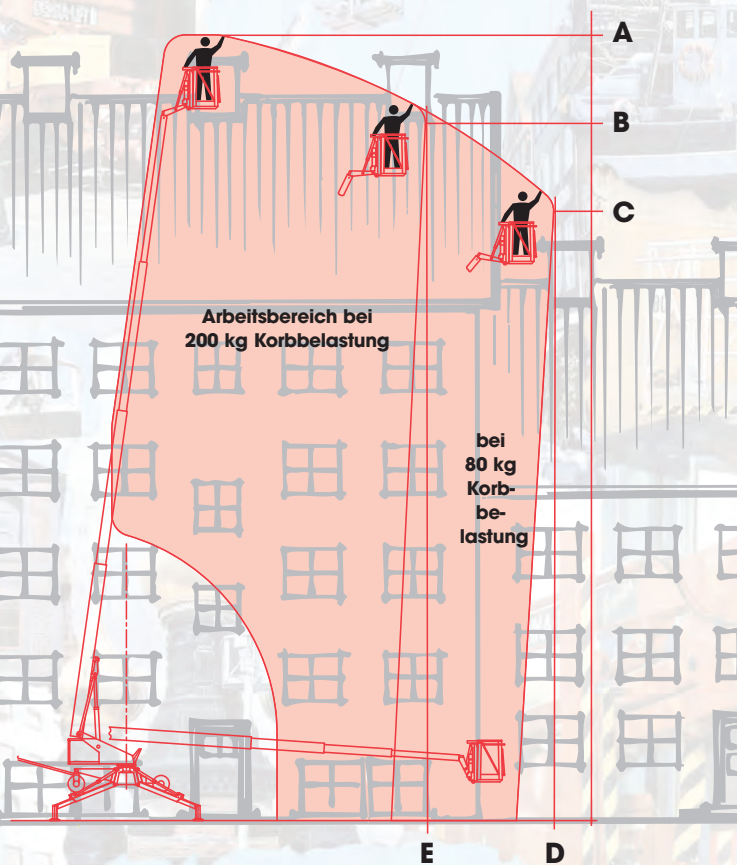 A
B
C
Arbeitsbereich bei
200 kg Korbbelastung
bei
80 kg
Korb-
be-
lastung
E
D